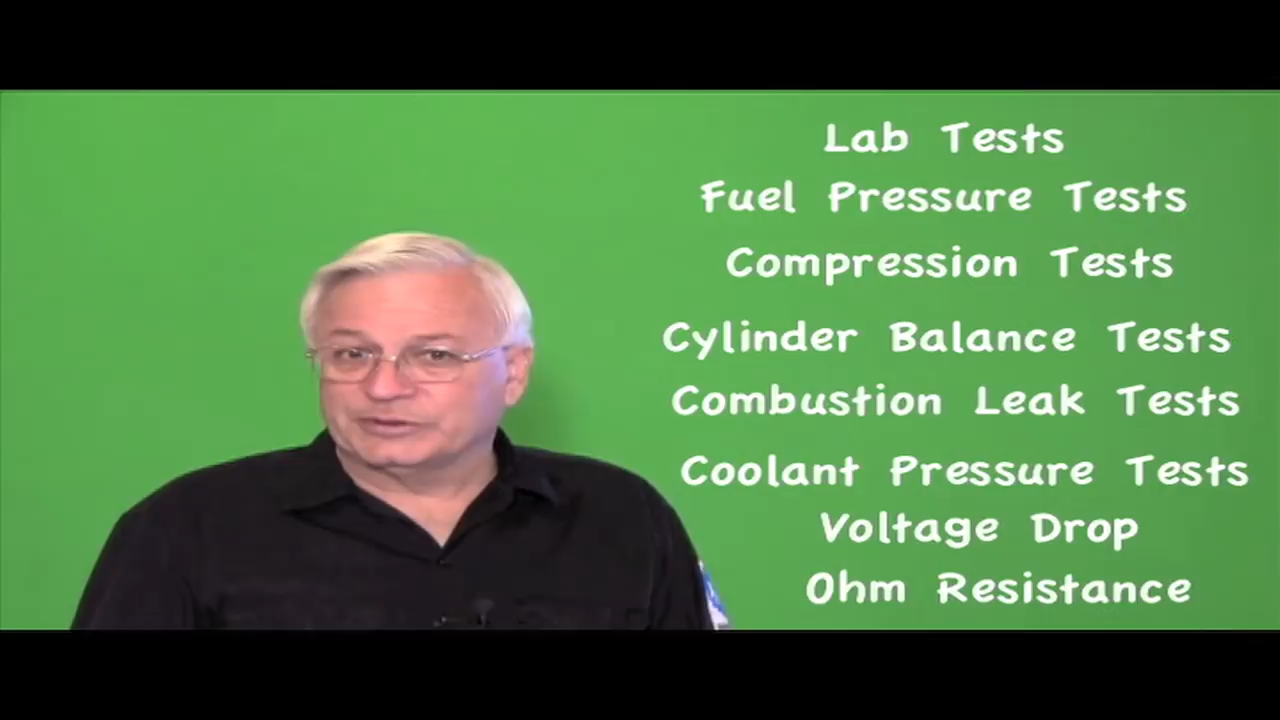 Lab Tests
Fuel Pressure Tests
Compression Tests
Cylinder Balance Tests
Combustion Leak Tests
Coolant Pressure Tests
Voltage Drop
Ohm Resistance